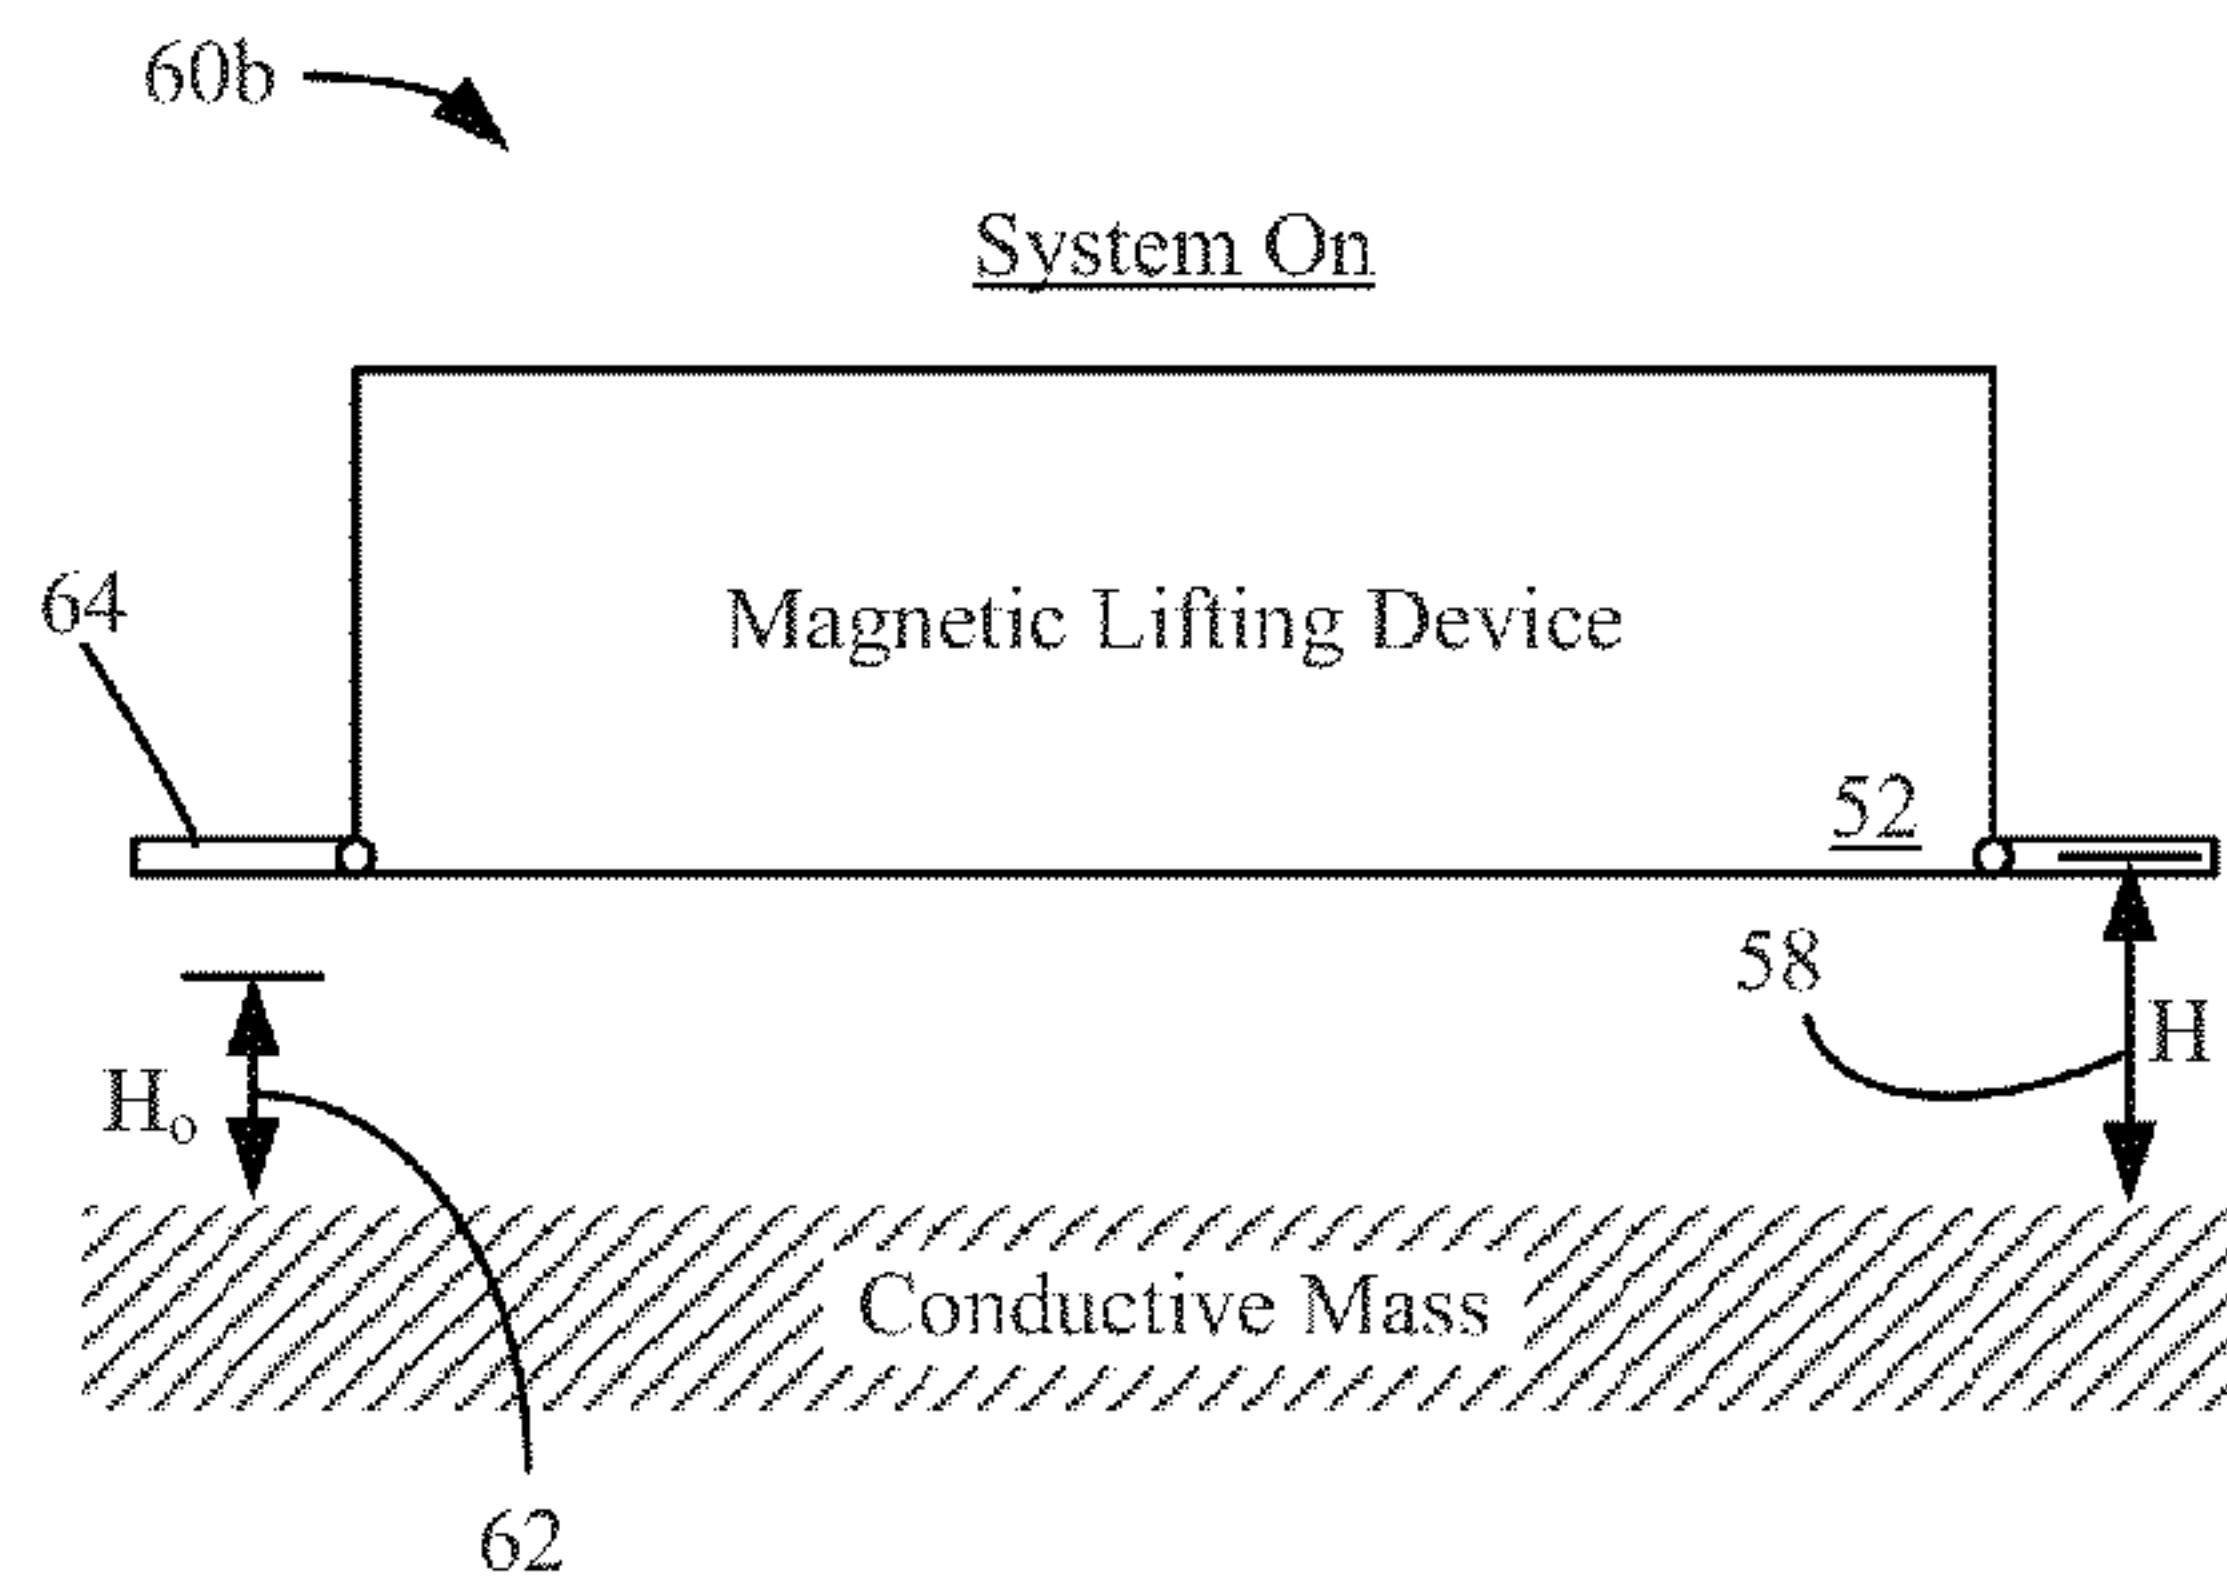 60b
System On
64
Magnetic Lifting Device
52
58
H
Ho
Conductive Mass
62